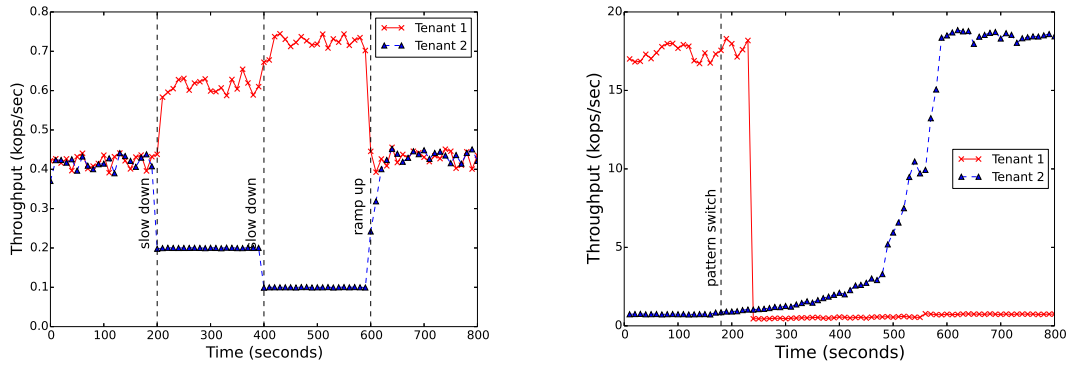 0.8
0.7
0.6
0.5
0.4
0.3
0.2
0.1
0.0
Throughput (kops/sec)
0
100
200
300
400
500
600
700
800
Time (seconds)
slow down
slow down
ramp up
Tenant 1
Tenant 2
20
15
10
5
0
Throughput (kops/sec)
0
100
200
300
400
500
600
700
800
Time (seconds)
pattern switch
Tenant 1
Tenant 2